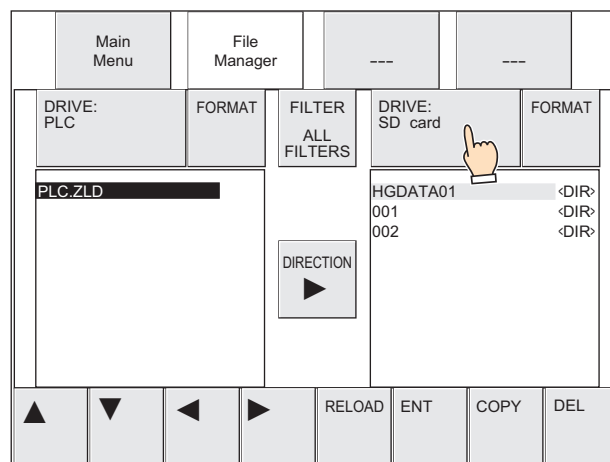 Main
Menu
File
Manager
---
---
DRIVE:
PLC
FORMAT
FILTER
ALL
FILTERS
DRIVE:
SD card
FORMAT
PLC.ZLD
HGDATA01 <DIR>
001 <DIR>
002 <DIR>
DIRECTION
RELOAD
ENT
COPY
DEL